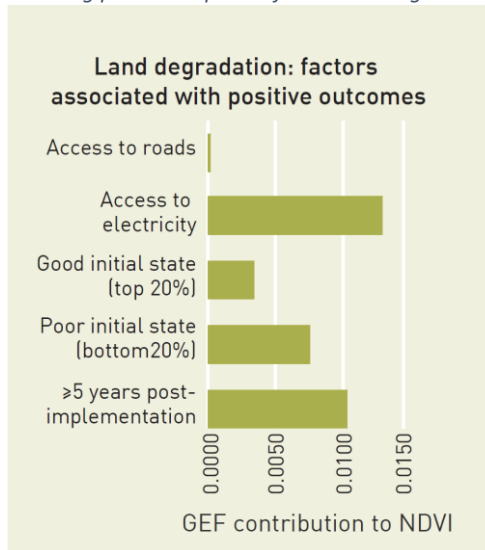 Land degradation: factors
associated with positive outcomes
Access to roads
Access to
electricity
Good initial state
(top 20%)
Poor initial state
(bottom20%)
≥5 years post-
implementation
0.0000
0.0050
0.0100
0.0150
GEF contribution to NDVI